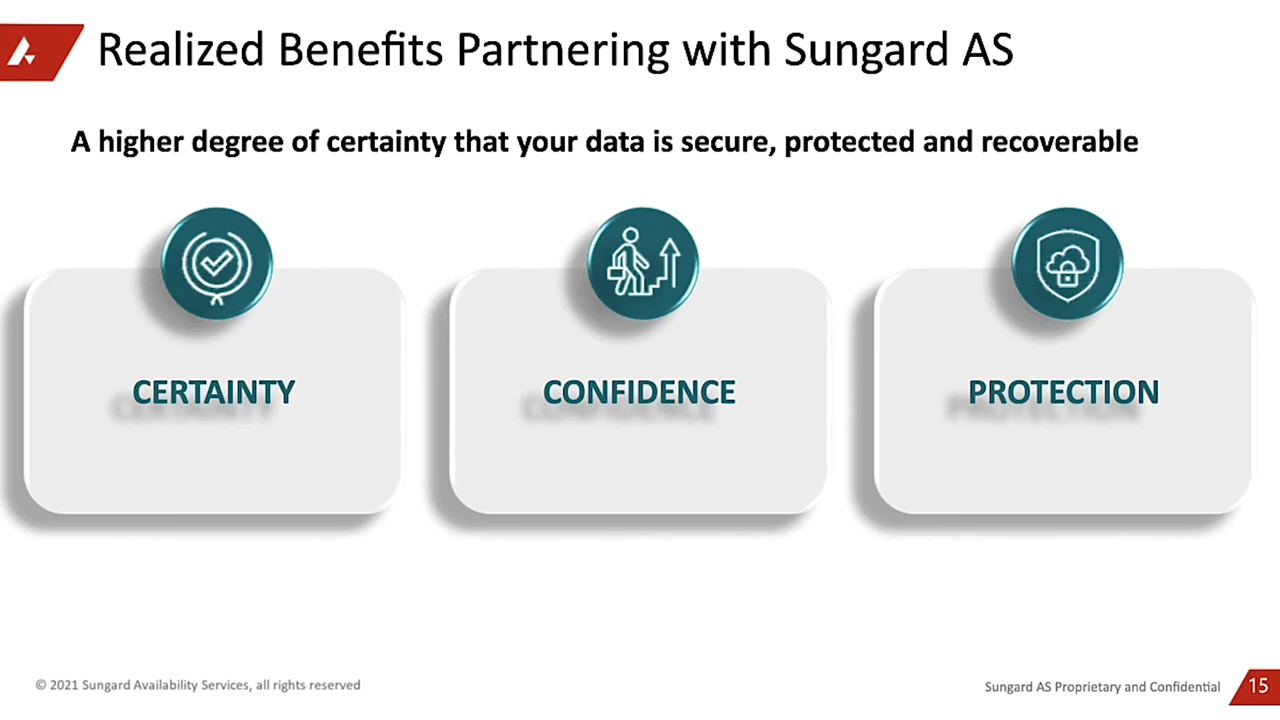 Realized Benefits Partnering with Sungard AS
A higher degree of certainty that your data is secure, protected and recoverable
CERTAINTY
CONFIDENCE
PROTECTION
© 2021 Sungard Availability Services, all rights reserved
Sungard AS Proprietary and Confidential
15